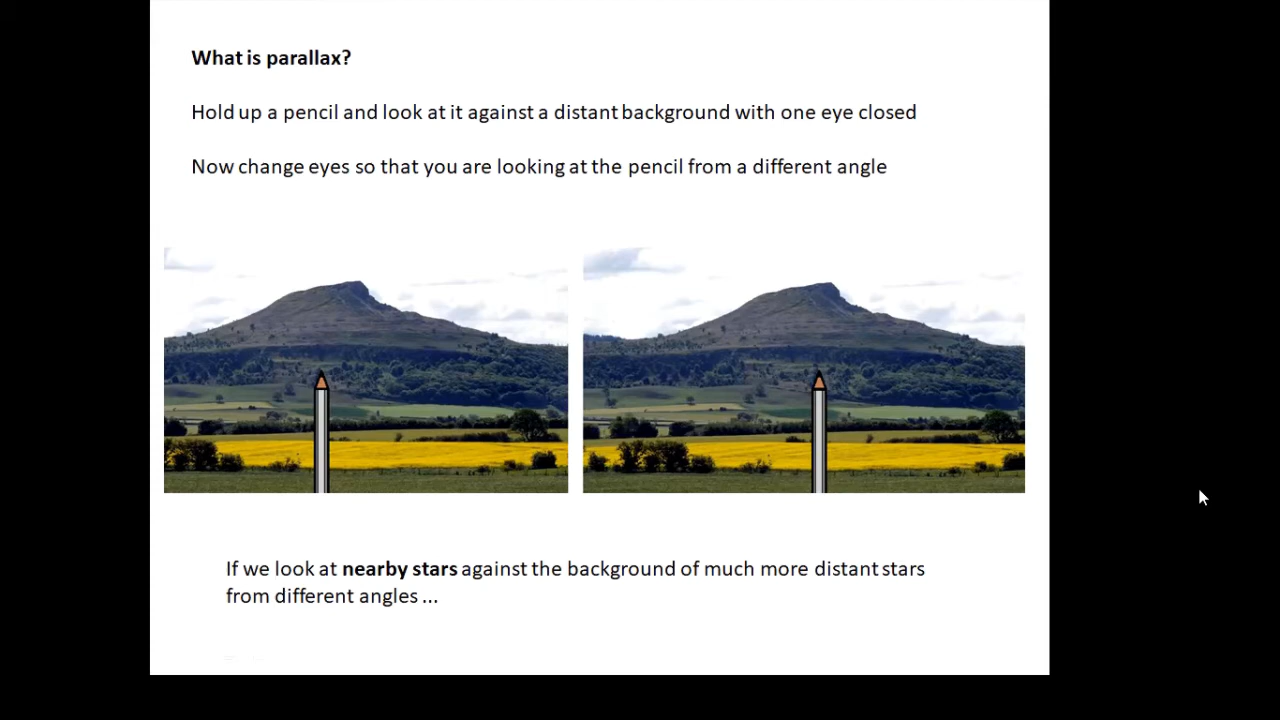 What is parallax?
Hold up a pencil and look at it against a distant background with one eye closed
Now change eyes so that you are looking at the pencil from a different angle
If we look at nearby stars against the background of much more distant stars
from different angles ...